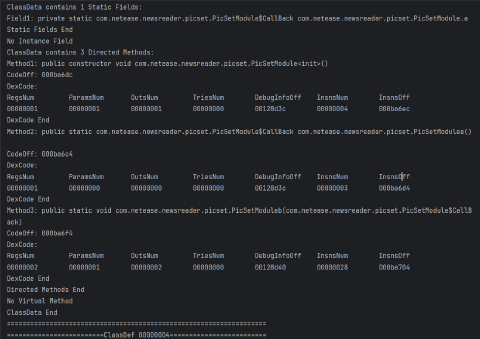 ClassData contains 1 Static Fields:
Field1: private static com.netease.newsreader.picset.PicSetModule$CallBack com.netease.newsreader.picset.PicSetModule.a
Static Fields End
No Instance Field
ClassData contains 3 Directed Methods:
Method1: public constructor void com.netease.newsreader.picset.PicSetModule<init>()
CodeOff: 000ba6dc
DexCode:
RegsNum ParamsNum OutsNum TriesNum DebugInfoOff InsnsNum InsnsOff
00000001 00000001 00000001 00000000 00128d3c 00000004 000ba6ec
DexCode End
Method2: public static com.netease.newsreader.picset.PicSetModule$CallBack com.netease.newsreader.picset.PicSetModulea()
CodeOff: 000ba6c4
DexCode:
RegsNum ParamsNum OutsNum TriesNum DebugInfoOff InsnsNum InsnsOff
00000001 00000000 00000000 00000000 00128d3c 00000003 000ba6d4
DexCode End
Method3: public static void com.netease.newsreader.picset.PicSetModuleb(com.netease.newsreader.picset.PicSetModule$CallB
ack)
CodeOff: 000ba6f4
DexCode:
RegsNum ParamsNum OutsNum TriesNum DebugInfoOff InsnsNum InsnsOff
00000002 00000001 00000002 00000000 00128d40 00000028 000ba704
DexCode End
Directed Methods End
No Virtual Method
ClassData End
==================================================================
=========================ClassDef 00000004=========================